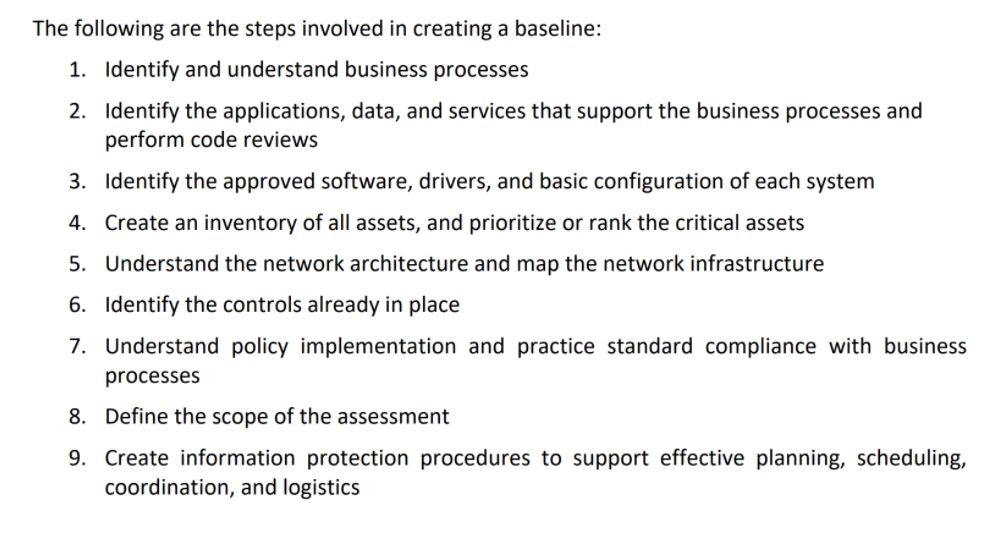 The following are the steps involved in creating a baseline:
1. Identify and understand business processes
2. Identify the applications, data, and services that support the business processes and
perform code reviews
3. Identify the approved software, drivers, and basic configuration of each system
4. Create an inventory of all assets, and prioritize or rank the critical assets
5. Understand the network architecture and map the network infrastructure
6. Identify the controls already in place
7. Understand policy implementation and practice standard compliance with business
processes
8. Define the scope of the assessment
9. Create information protection procedures to support effective planning, scheduling,
coordination, and logistics